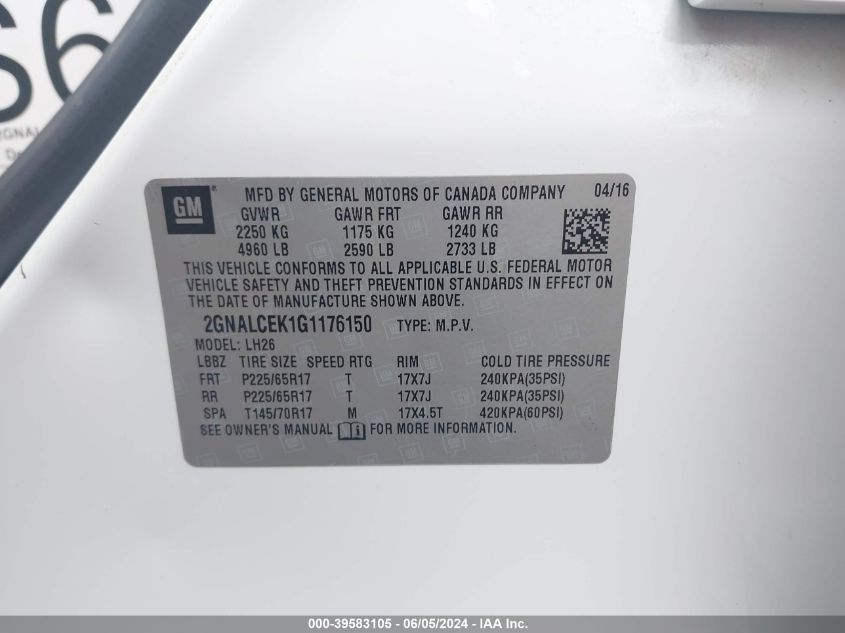 S6
RGNAL
GM
MFD BY GENERAL MOTORS OF CANADA COMPANY 04/16
GVWR GAWR FRT GAWR RR
2250 KG 1175 KG 1240 KG
4960 LB 2590 LB 2733 LB
THIS VEHICLE CONFORMS TO ALL APPLICABLE U.S. FEDERAL MOTOR
VEHICLE SAFETY AND THEFT PREVENTION STANDARDS IN EFFECT ON
THE DATE OF MANUFACTURE SHOWN ABOVE.
2GNALCEK1G1176150 TYPE: M.P.V.
MODEL: LH26
LBBZ TIRE SIZE SPEED RTG RIM COLD TIRE PRESSURE
FRT P225/65R17 T 17X7J 240KPA(35PSI)
RR P225/65R17 T 17X7J 240KPA(35PSI)
SPA T145/70R17 M 17X4.5T 420KPA(60PSI)
SEE OWNER'S MANUAL FOR MORE INFORMATION.
000-39583105 - 06/05/2024 - IAA Inc.